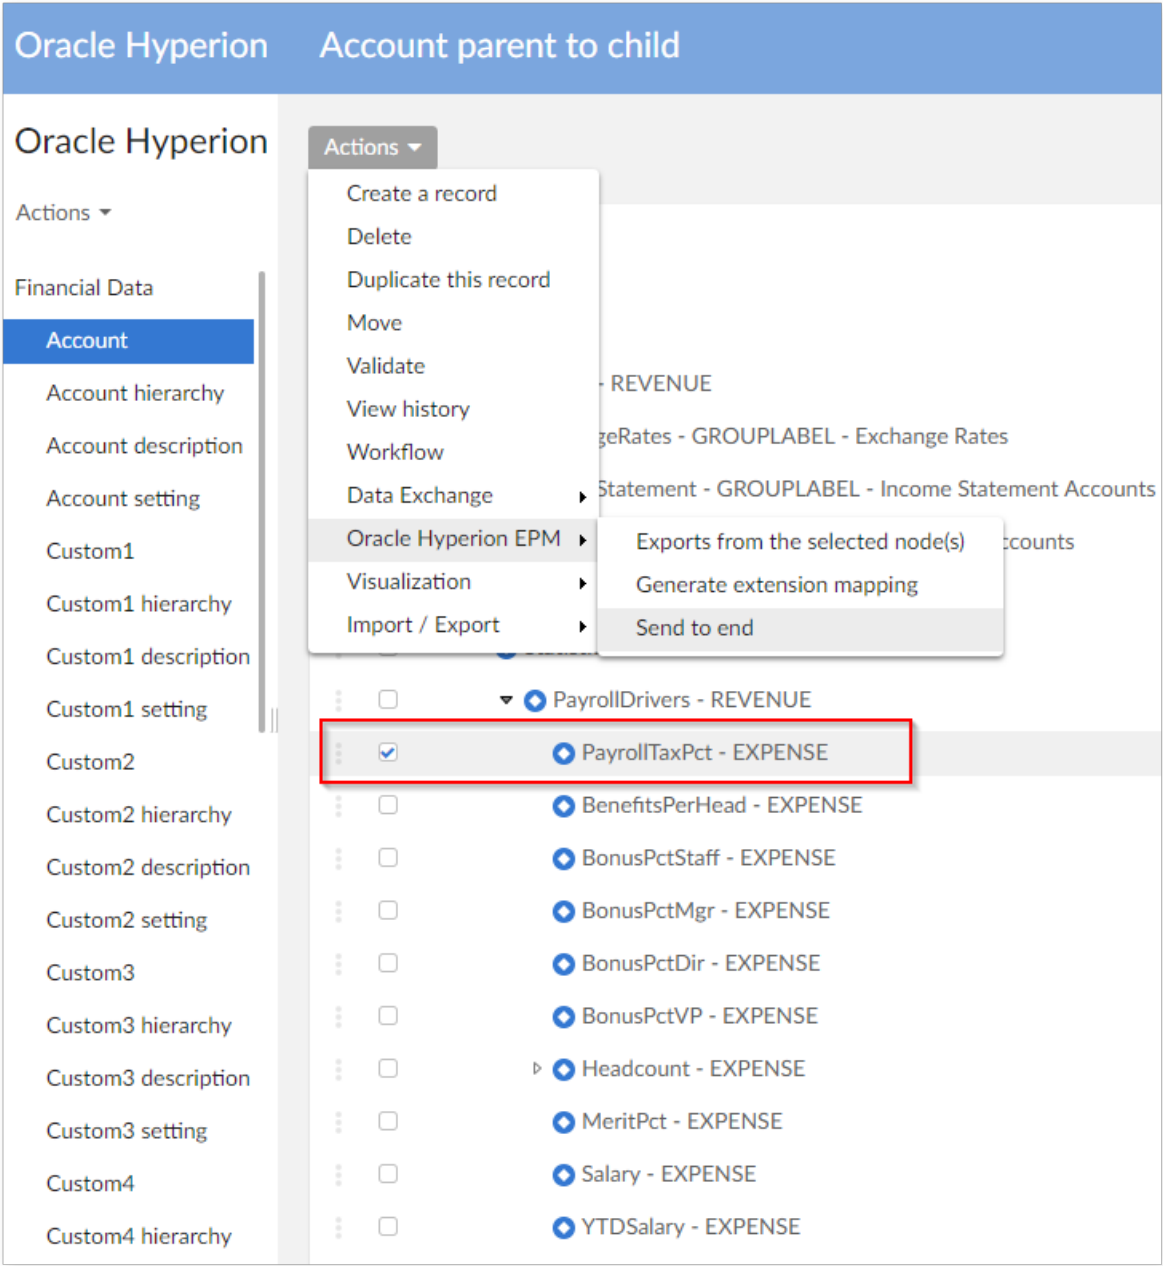 Oracle Hyperion
Account parent to child
Oracle Hyperion
Actions
Financial Data
Account
Account hierarchy
Account description
Account setting
Custom1
Custom1 hierarchy
Custom1 description
Custom1 setting
Custom2
Custom2 hierarchy
Custom2 description
Custom2 setting
Custom3
Custom3 hierarchy
Custom3 description
Custom3 setting
Custom4
Custom4 hierarchy
Actions
Create a record
Delete
Duplicate this record
Move
Validate
View history
Workflow
Data Exchange
Oracle Hyperion EPM
Visualization
Import / Export
Exports from the selected node(s)
Generate extension mapping
Send to end
- REVENUE
geRates - GROUPLABEL - Exchange Rates
Statement - GROUPLABEL - Income Statement Accounts
ccounts
PayrollDrivers - REVENUE
PayrollTaxPct - EXPENSE
BenefitsPerHead - EXPENSE
BonusPctStaff - EXPENSE
BonusPctMgr - EXPENSE
BonusPctDir - EXPENSE
BonusPctVP - EXPENSE
Headcount - EXPENSE
MeritPct - EXPENSE
Salary - EXPENSE
YTDSalary - EXPENSE